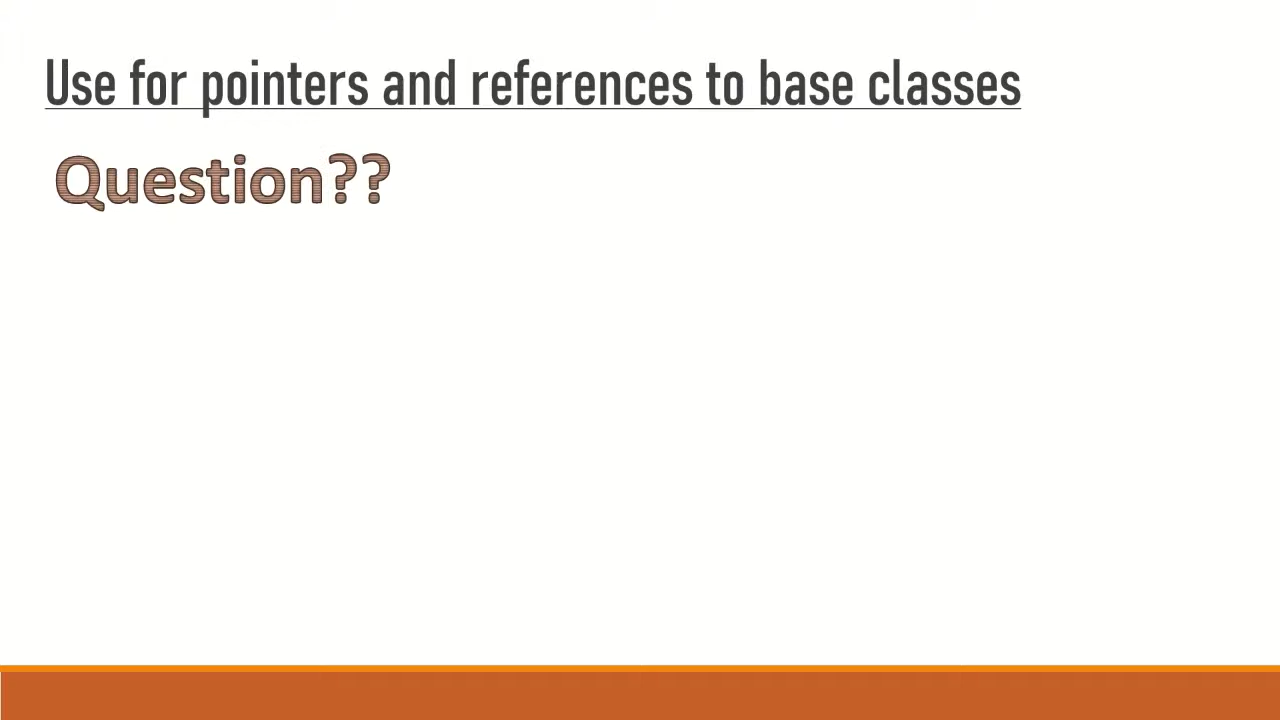 Use for pointers and references to base classes
Question??